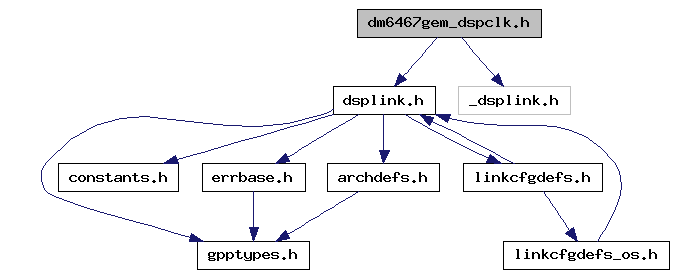 dm6467gem_dspclk.h
dsplink.h
_dsplink.h
constants.h
errbase.h
archdefs.h
linkcfgdefs.h
gpptypes.h
linkcfgdefs_os.h